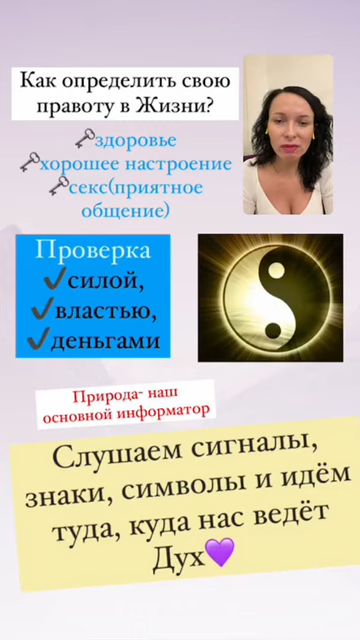 Как определить свою
правоту в Жизни?
🗝здоровье
🗝хорошее настроение
🗝секс(приятное
общение)
Проверка
✔силой,
✔властью,
✔деньгами
Природа- наш
основной информатор
Слушаем сигналы,
знаки, символы и идём
туда, куда нас ведёт
Дух💜